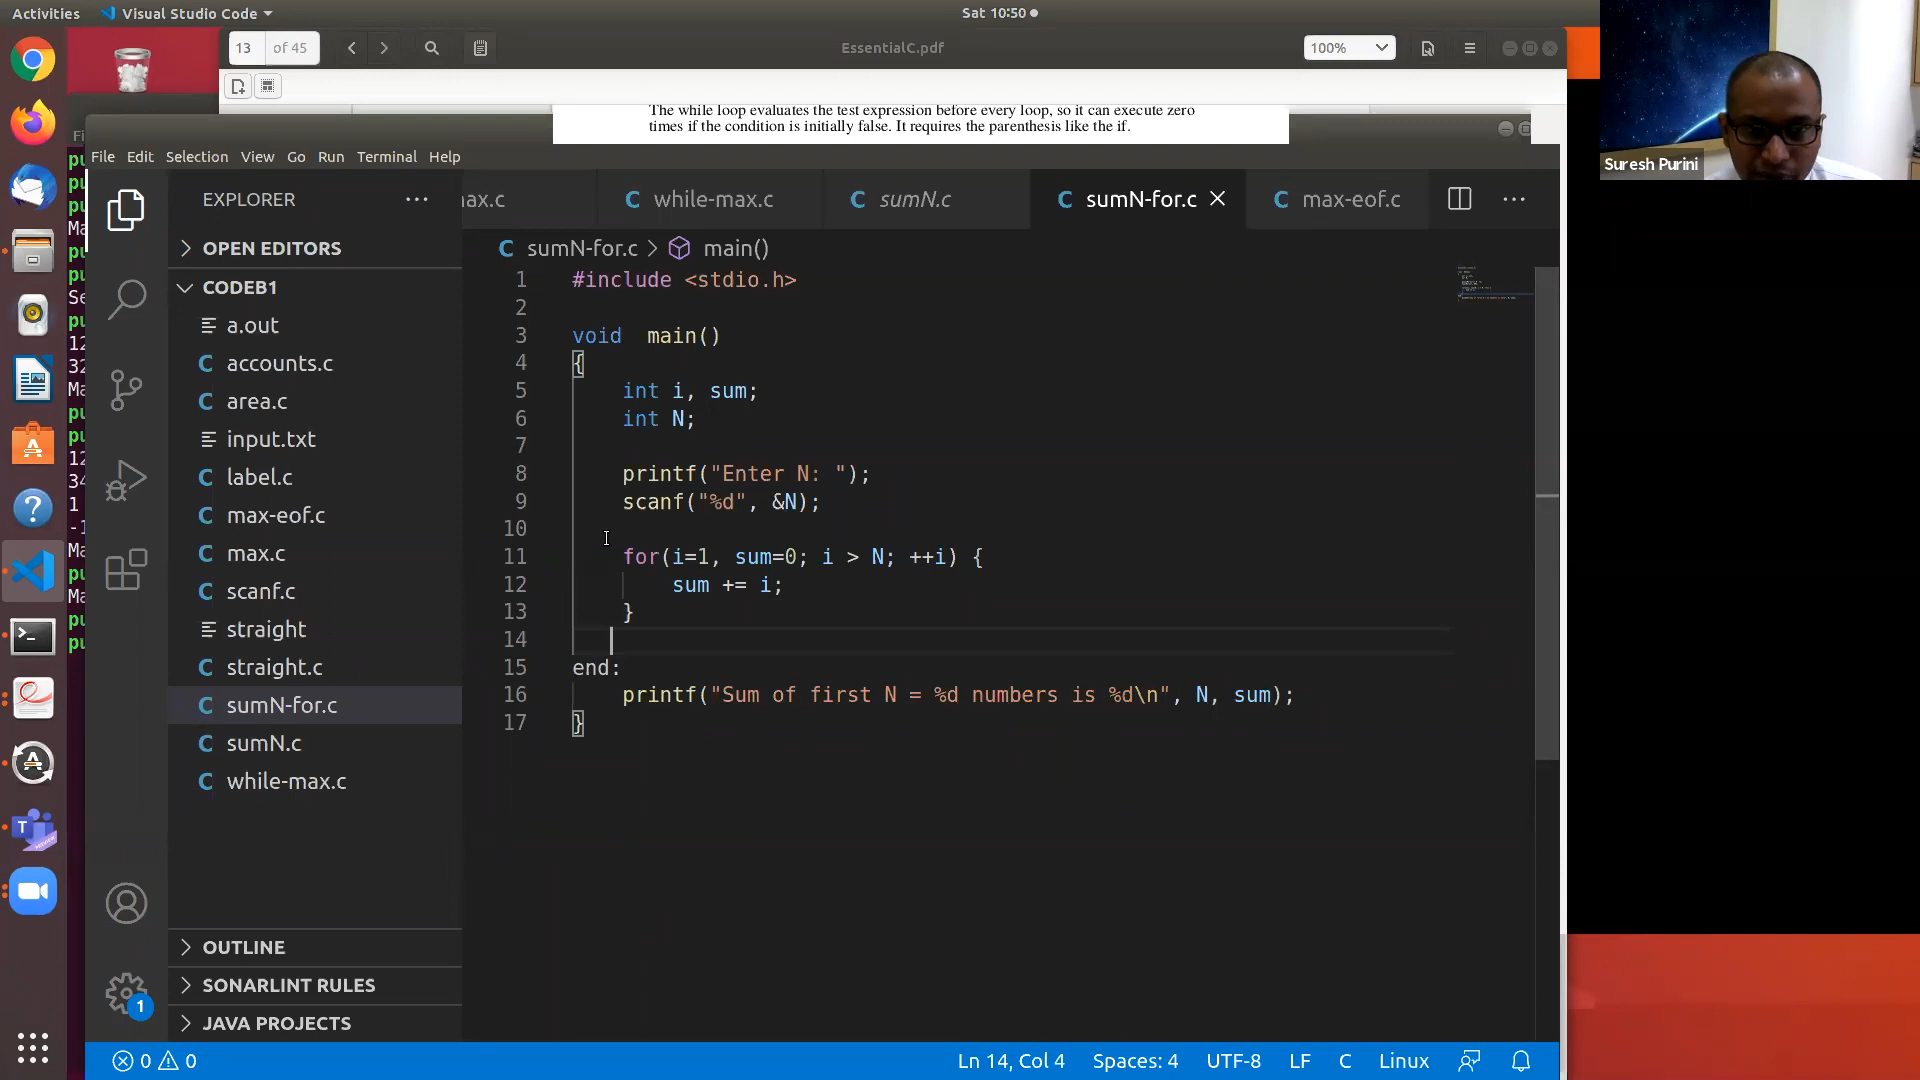 Activities
Visual Studio Code
Sat 10:50
13 of 45
EssentialC.pdf
100%
The while loop evaluates the test expression before every loop, so it can execute zero
times if the condition is initially false. It requires the parenthesis like the if.
File Edit Selection View Go Run Terminal Help
EXPLORER
OPEN EDITORS
CODEB1
a.out
accounts.c
area.c
input.txt
label.c
max-eof.c
max.c
scanf.c
straight
straight.c
sumN-for.c
sumN.c
while-max.c
OUTLINE
SONARLINT RULES
JAVA PROJECTS
ax.c
while-max.c
sumN.c
sumN-for.c
max-eof.c
sumN-for.c > main()
1 #include <stdio.h>
2
3 void  main()
4 {
5 int i, sum;
6 int N;
7
8 printf("Enter N: ");
9 scanf("%d", &N);
10
11 for(i=1, sum=0; i > N; ++i) {
12 sum += i;
13 }
14
15 end:
16 printf("Sum of first N = %d numbers is %d\n", N, sum);
17 }
0 0
1
Ln 14, Col 4
Spaces: 4
UTF-8
LF
C
Linux
Suresh Purini